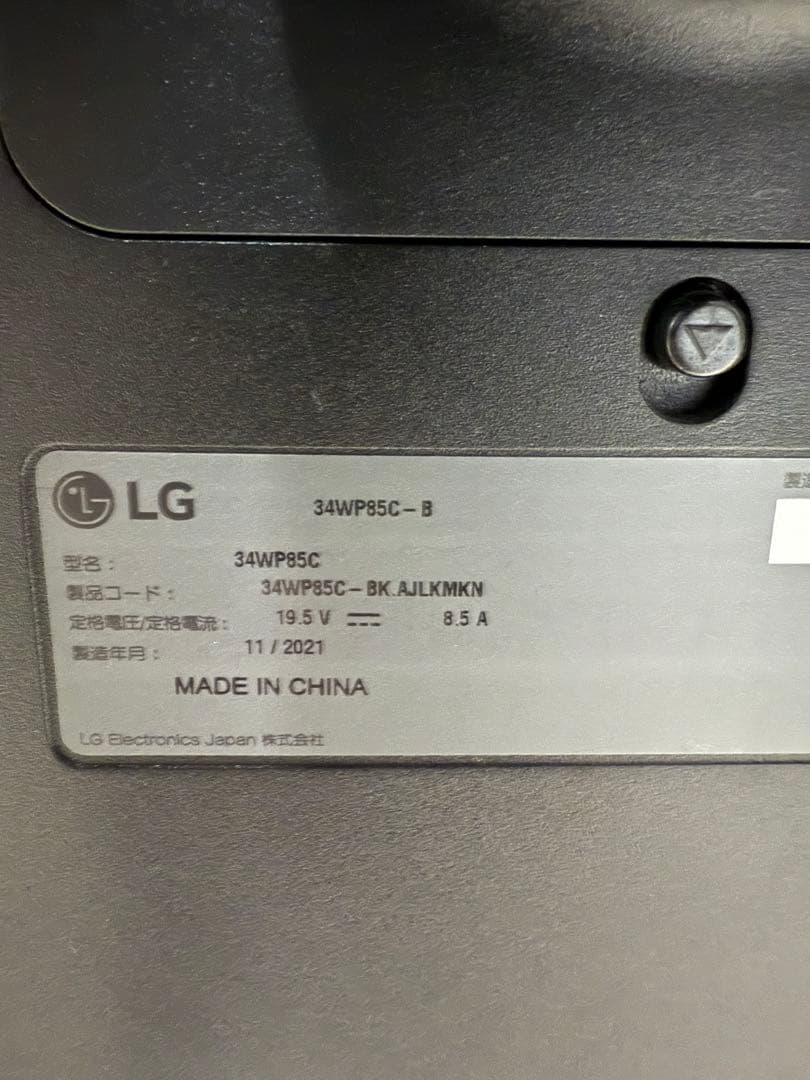 LG 34WP85C-B
製造
型名： 34WP85C
製品コード： 34WP85C-BK.AJLKMKN
定格電圧/定格電流： 19.5 V ⎓ 8.5 A
製造年月： 11 / 2021
MADE IN CHINA
LG Electronics Japan 株式会社